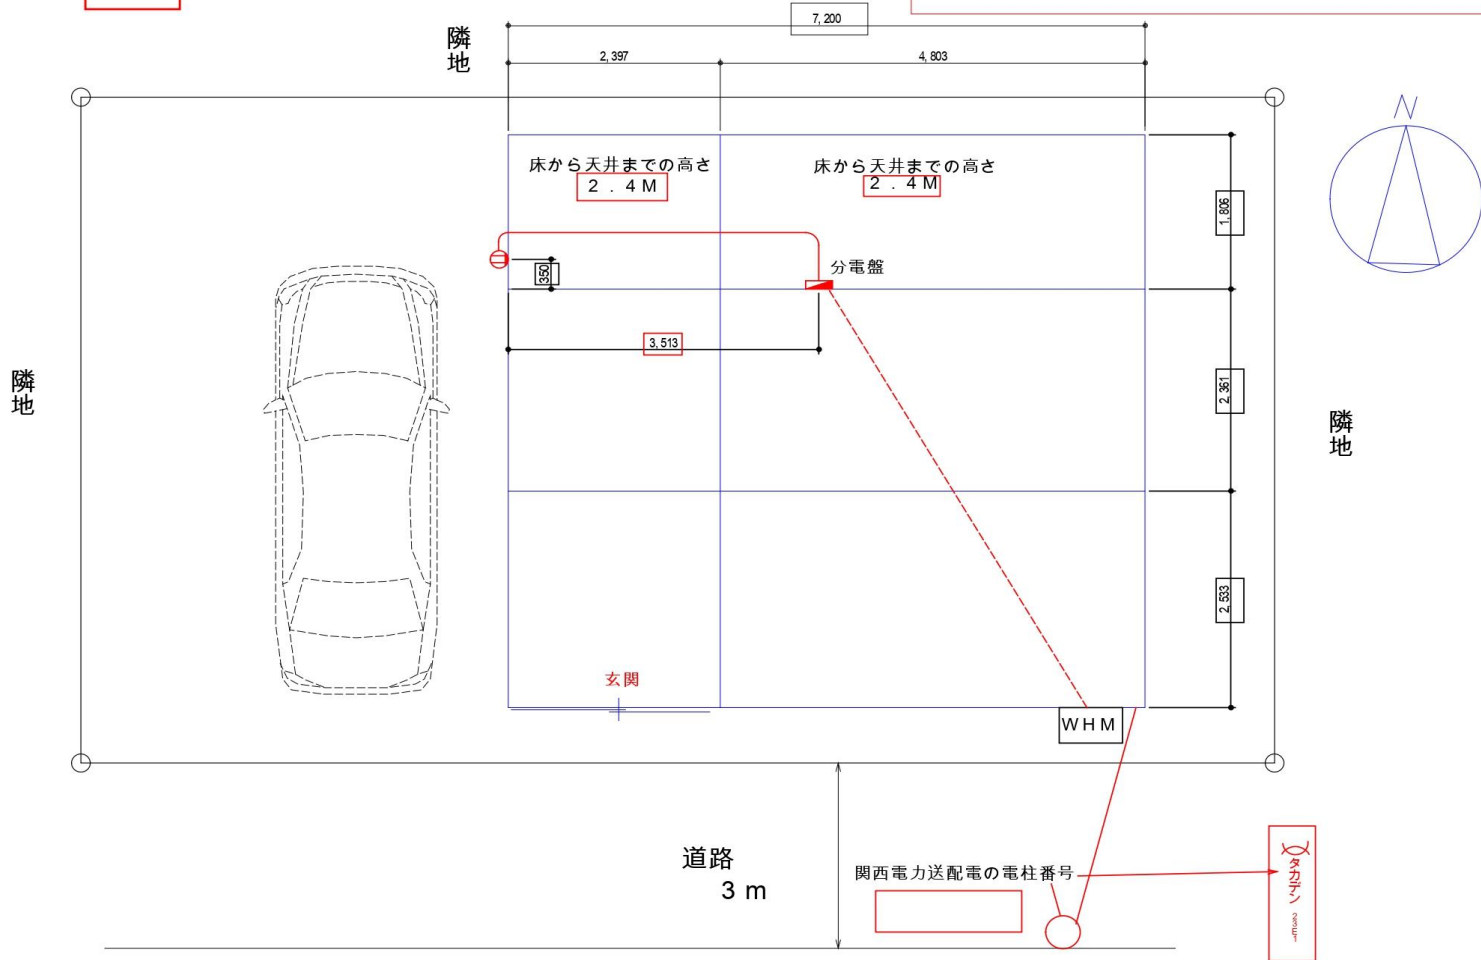 7,200
隣地
2,397
4,803
N
床から天井までの高さ
2.4M
床から天井までの高さ
2.4M
1,806
350
分電盤
3,513
隣地
2,361
隣地
2,533
玄関
WHM
道路
3m
関西電力送配電の電柱番号
タカデン